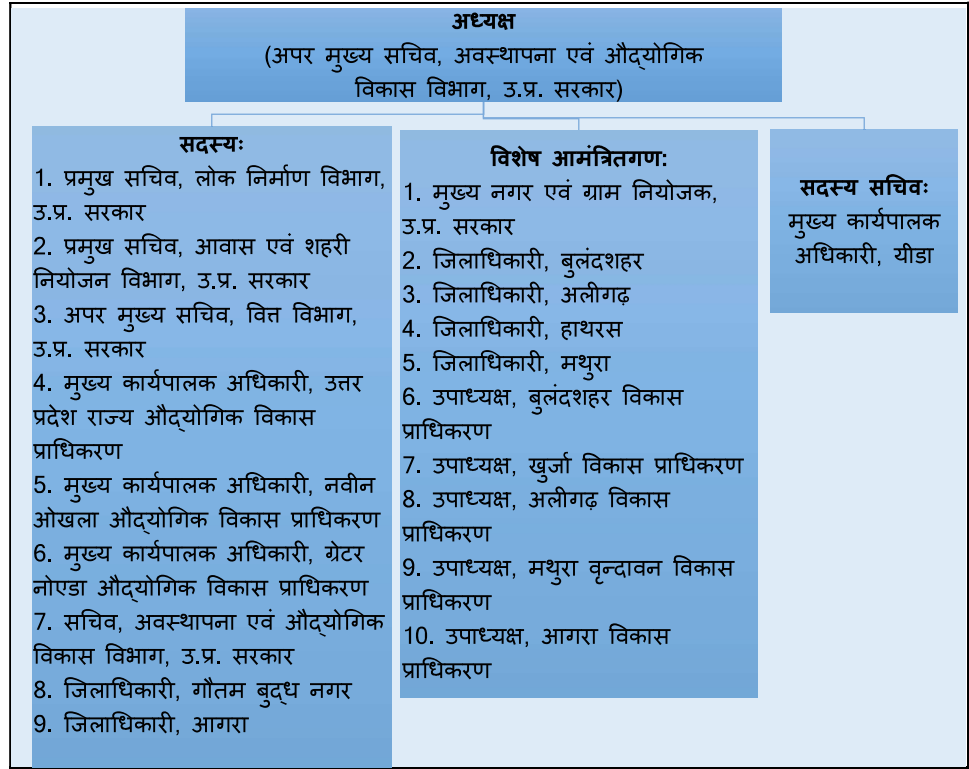 अध्यक्ष
(अपर मुख्य सचिव, अवस्थापना एवं औद्योगिक
विकास विभाग, उ.प्र. सरकार)
सदस्यः
1. प्रमुख सचिव, लोक निर्माण विभाग,
उ.प्र. सरकार
2. प्रमुख सचिव, आवास एवं शहरी
नियोजन विभाग, उ.प्र. सरकार
3. अपर मुख्य सचिव, वित्त विभाग,
उ.प्र. सरकार
4. मुख्य कार्यपालक अधिकारी, उत्तर
प्रदेश राज्य औद्योगिक विकास
प्राधिकरण
5. मुख्य कार्यपालक अधिकारी, नवीन
ओखला औद्योगिक विकास प्राधिकरण
6. मुख्य कार्यपालक अधिकारी, ग्रेटर
नोएडा औद्योगिक विकास प्राधिकरण
7. सचिव, अवस्थापना एवं औद्योगिक
विकास विभाग, उ.प्र. सरकार
8. जिलाधिकारी, गौतम बुद्ध नगर
9. जिलाधिकारी, आगरा
विशेष आमंत्रितगण:
1. मुख्य नगर एवं ग्राम नियोजक,
उ.प्र. सरकार
2. जिलाधिकारी, बुलंदशहर
3. जिलाधिकारी, अलीगढ़
4. जिलाधिकारी, हाथरस
5. जिलाधिकारी, मथुरा
6. उपाध्यक्ष, बुलंदशहर विकास
प्राधिकरण
7. उपाध्यक्ष, खुर्जा विकास प्राधिकरण
8. उपाध्यक्ष, अलीगढ़ विकास
प्राधिकरण
9. उपाध्यक्ष, मथुरा वृन्दावन विकास
प्राधिकरण
10. उपाध्यक्ष, आगरा विकास
प्राधिकरण
सदस्य सचिवः
मुख्य कार्यपालक
अधिकारी, यीडा